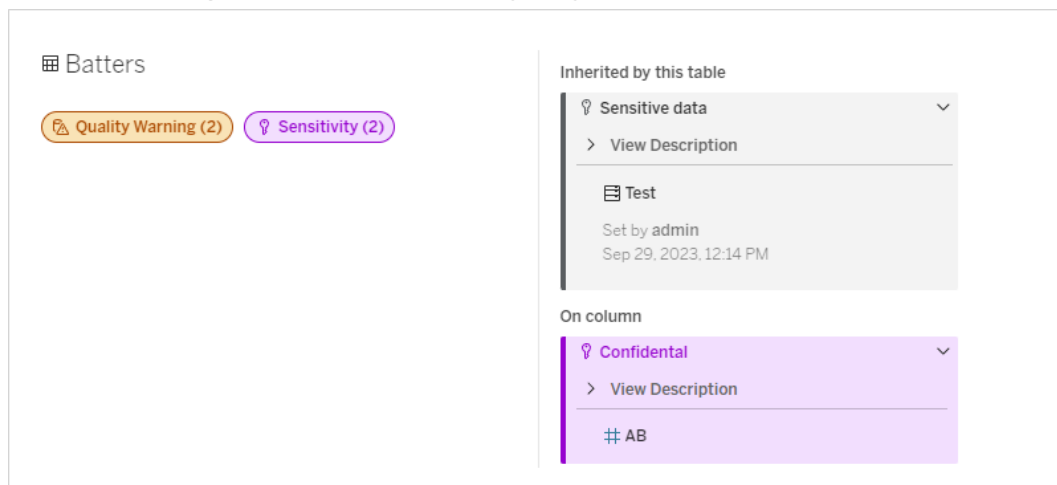 Batters
Quality Warning (2)
Sensitivity (2)
Inherited by this table
Sensitive data
View Description
Test
Set by admin
Sep 29, 2023, 12:14 PM
On column
Confidental
View Description
AB